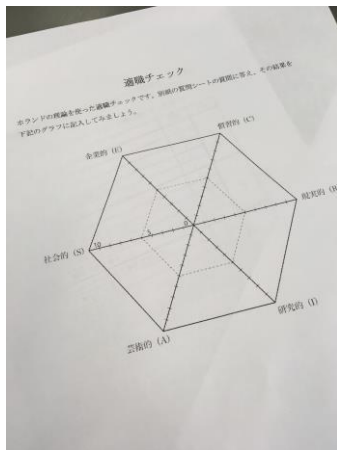 適職チェック
ホランドの理論を使った適職チェックです。別紙の質問シートの質問に答え、その結果を
下記のグラフに記入してみましょう。
慣習的 (C)
企業的 (E)
現実的 (R
0
5
10
社会的 (S)
研究的 (I)
芸術的 (A)